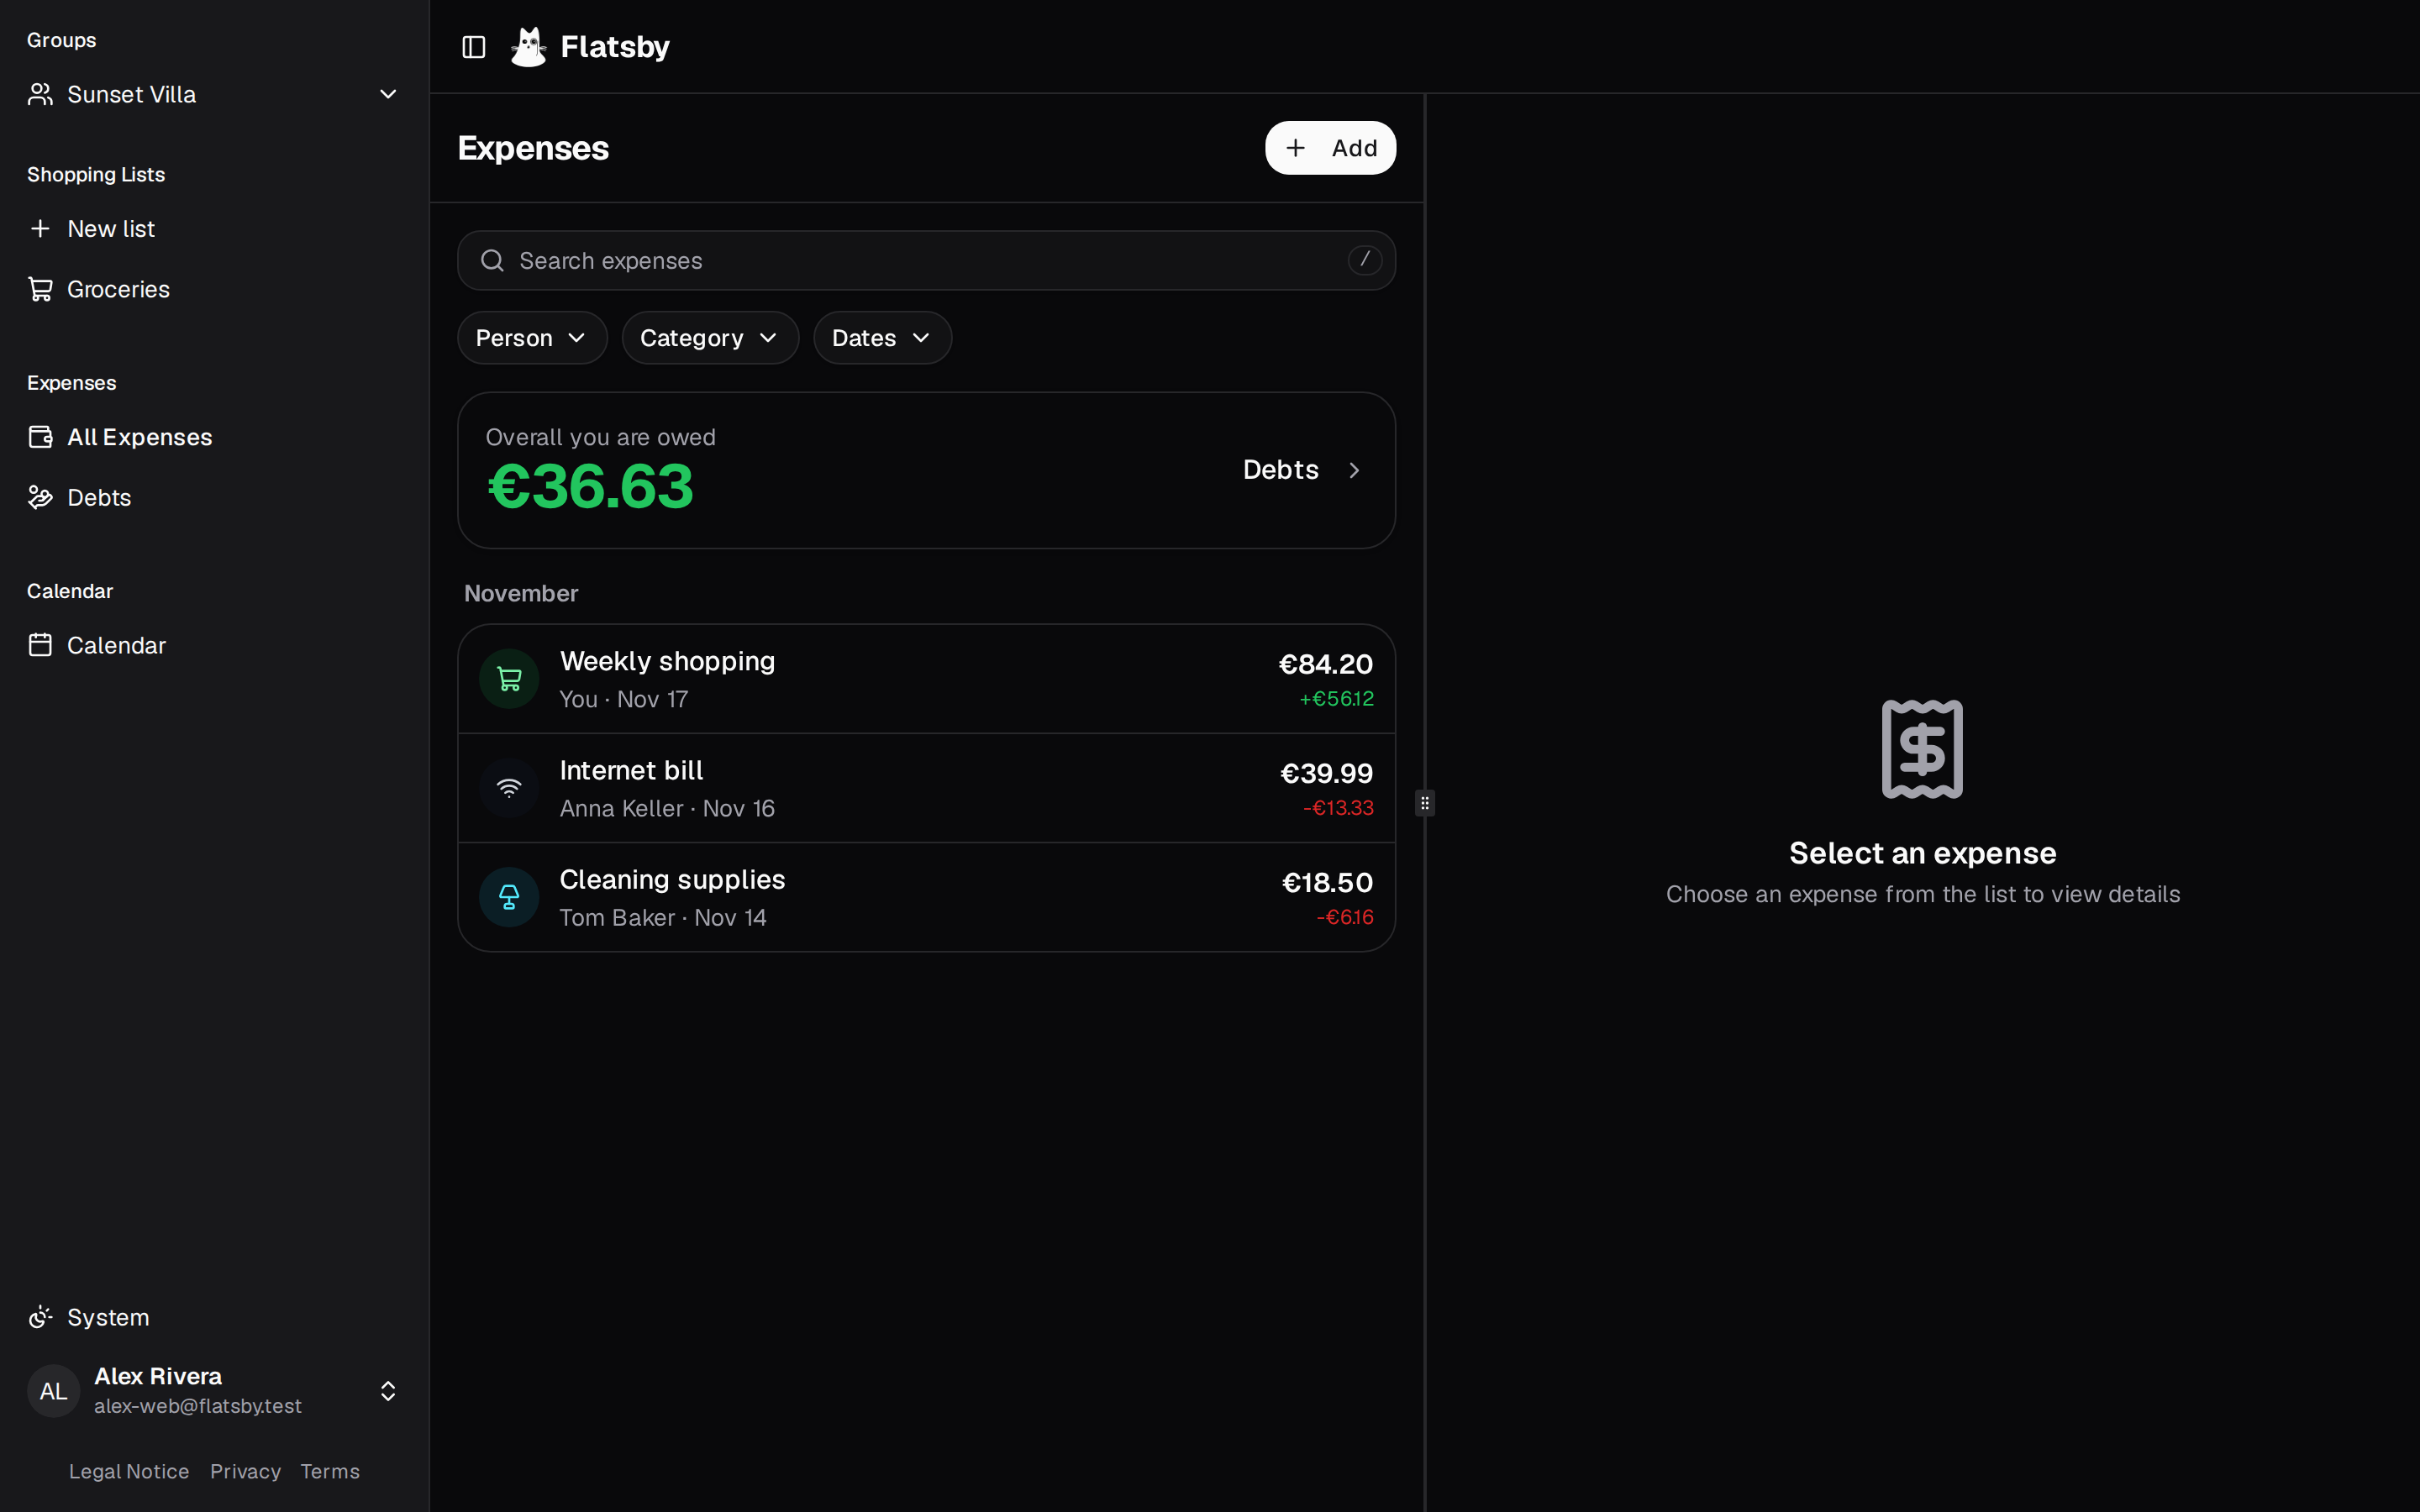 Groups
Sunset Villa
Shopping Lists
New list
Groceries
Expenses
All Expenses
Debts
Calendar
Calendar
System
AL
Alex Rivera
alex-web@flatsby.test
Legal Notice Privacy Terms
Flatsby
Expenses
Add
Search expenses /
Person Category Dates
Overall you are owed
€36.63
Debts
November
Weekly shopping €84.20
You · Nov 17 +€56.12
Internet bill €39.99
Anna Keller · Nov 16 -€13.33
Cleaning supplies €18.50
Tom Baker · Nov 14 -€6.16
Select an expense
Choose an expense from the list to view details